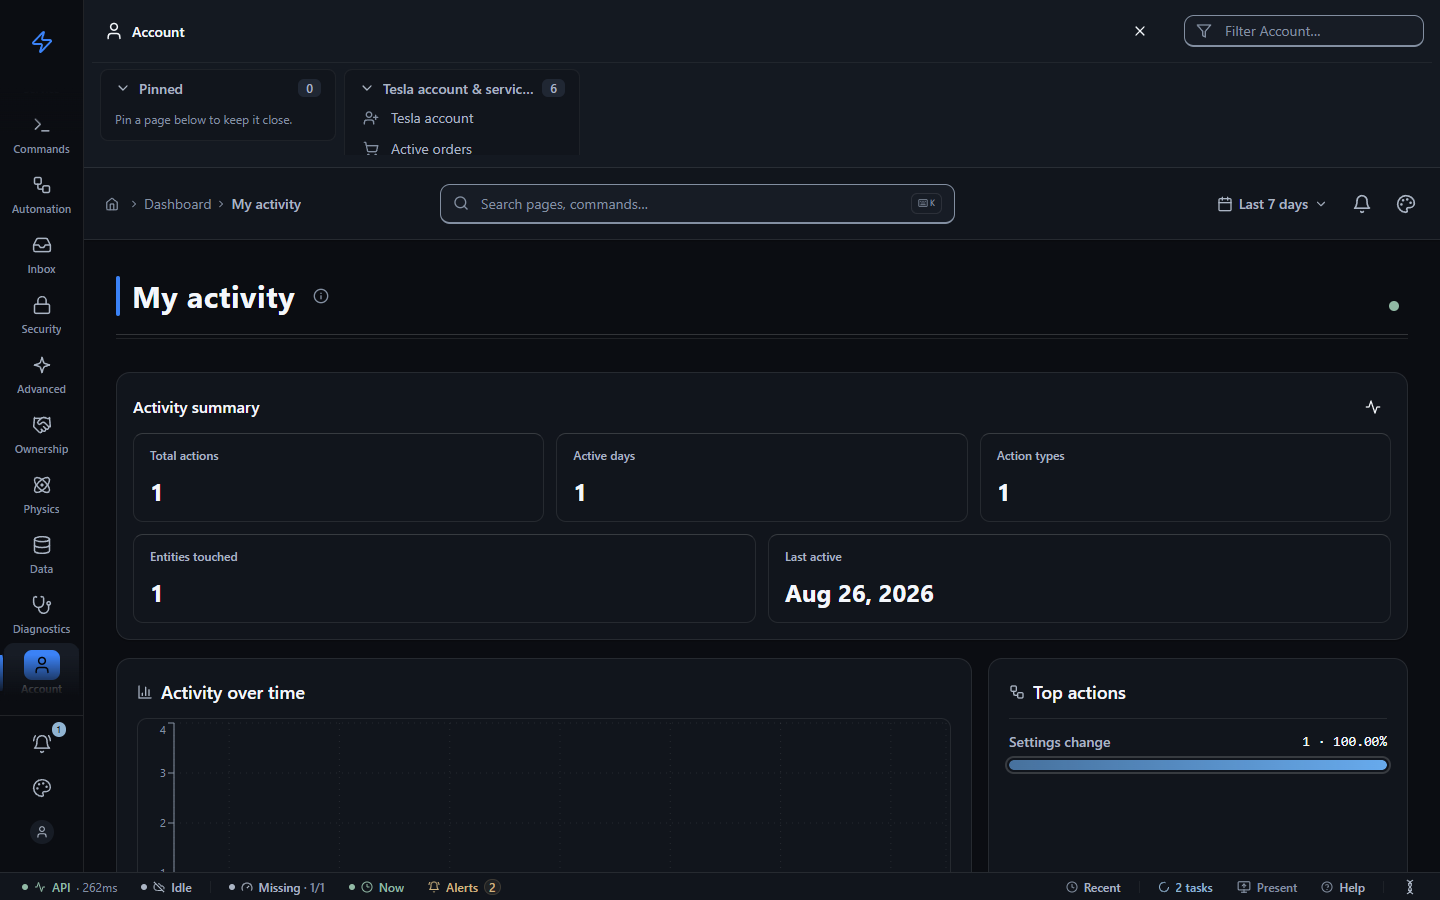 Account
Filter Account...
Pinned
0
Pin a page below to keep it close.
Tesla account & servic...
6
Tesla account
Active orders
Commands
Automation
Inbox
Security
Advanced
Ownership
Physics
Data
Diagnostics
Account
1
Dashboard
My activity
Search pages, commands...
K
Last 7 days
My activity
Activity summary
Total actions
1
Active days
1
Action types
1
Entities touched
1
Last active
Aug 26, 2026
Activity over time
4
3
2
1
Top actions
Settings change
1 · 100.00%
API · 262ms
Idle
Missing · 1/1
Now
Alerts 2
Recent
2 tasks
Present
Help